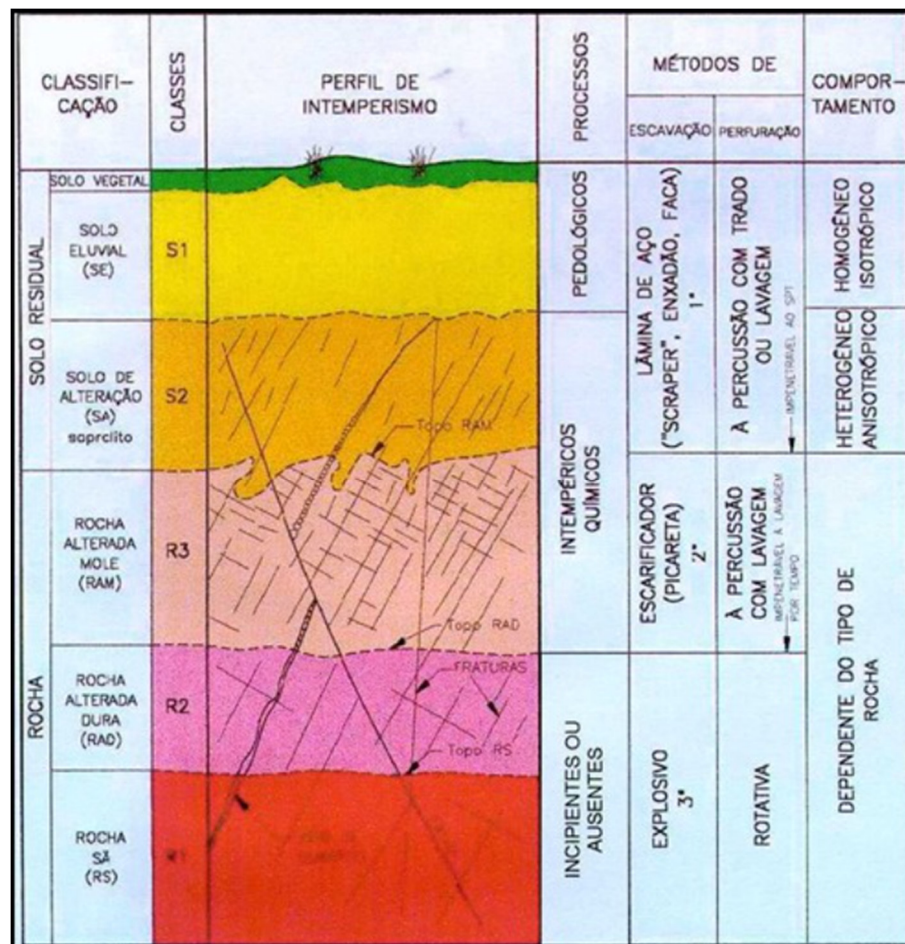 CLASSIFI-
CAÇÃO
CLASSES
PERFIL DE
INTEMPERISMO
PROCESSOS
MÉTODOS DE
ESCAVAÇÃO
PERFURAÇÃO
COMPOR-
TAMENTO
SOLO RESIDUAL
SOLO VEGETAL
SOLO
ELUVIAL
(SE)
S1
PEDOLÓGICOS
LÂMINA DE AÇO
("SCRAPER", ENXADÃO, FACA)
1ª
À PERCUSSÃO COM TRADO
OU LAVAGEM
IMPENETRÁVEL AO SPT
HOMOGÊNEO
ISOTRÓPICO
SOLO DE
ALTERAÇÃO
(SA)
saprclito
S2
Topo RAM
INTEMPÉRICOS
QUÍMICOS
HETEROGÊNEO
ANISOTRÓPICO
ROCHA
ROCHA
ALTERADA
MOLE
(RAM)
R3
Topo RAD
ESCARIFICADOR
(PICARETA)
2ª
À PERCUSSÃO
COM LAVAGEM
IMPENETRÁVEL À LAVAGEM
POR TEMPO
DEPENDENTE DO TIPO DE
ROCHA
ROCHA
ALTERADA
DURA
(RAD)
R2
FRATURAS
Topo RS
INCIPIENTES OU
AUSENTES
EXPLOSIVO
3ª
ROTATIVA
ROCHA
SÃ
(RS)